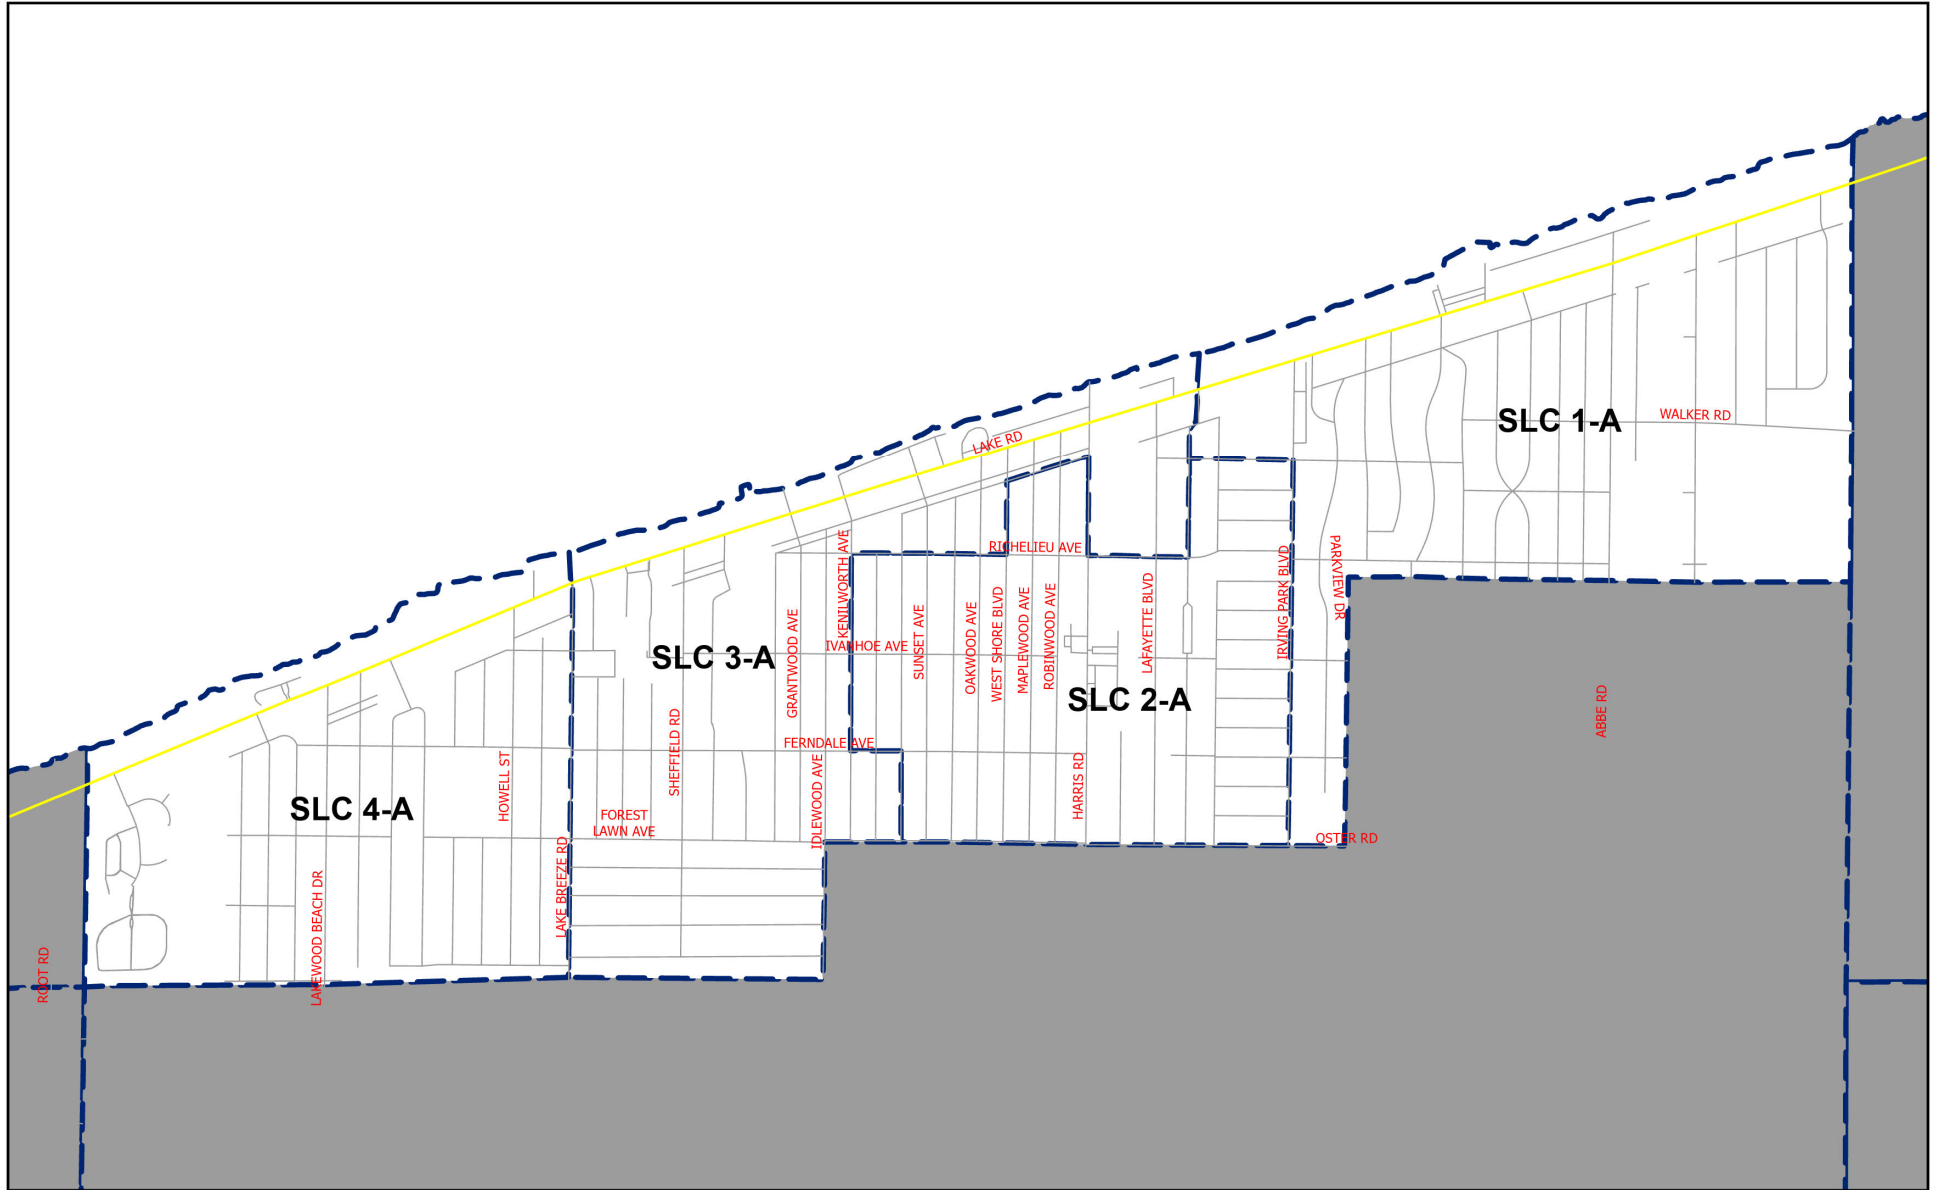 SLC 1-A
WALKER RD
LAKE RD
KENILWORTH AVE
RICHELIEU AVE
IRVING PARK BLVD
PARKVIEW DR
SLC 3-A
GRANTWOOD AVE
IVANHOE AVE
SUNSET AVE
OAKWOOD AVE
WEST SHORE BLVD
MAPLEWOOD AVE
ROBINWOOD AVE
LAFAYETTE BLVD
SLC 2-A
ABBE RD
SHEFFIELD RD
FERNDALE AVE
HOWELL ST
SLC 4-A
FOREST
LAWN AVE
IDLEWOOD AVE
HARRIS RD
OSTER RD
LAKE BREEZE RD
LAKEWOOD BEACH DR
ROOT RD